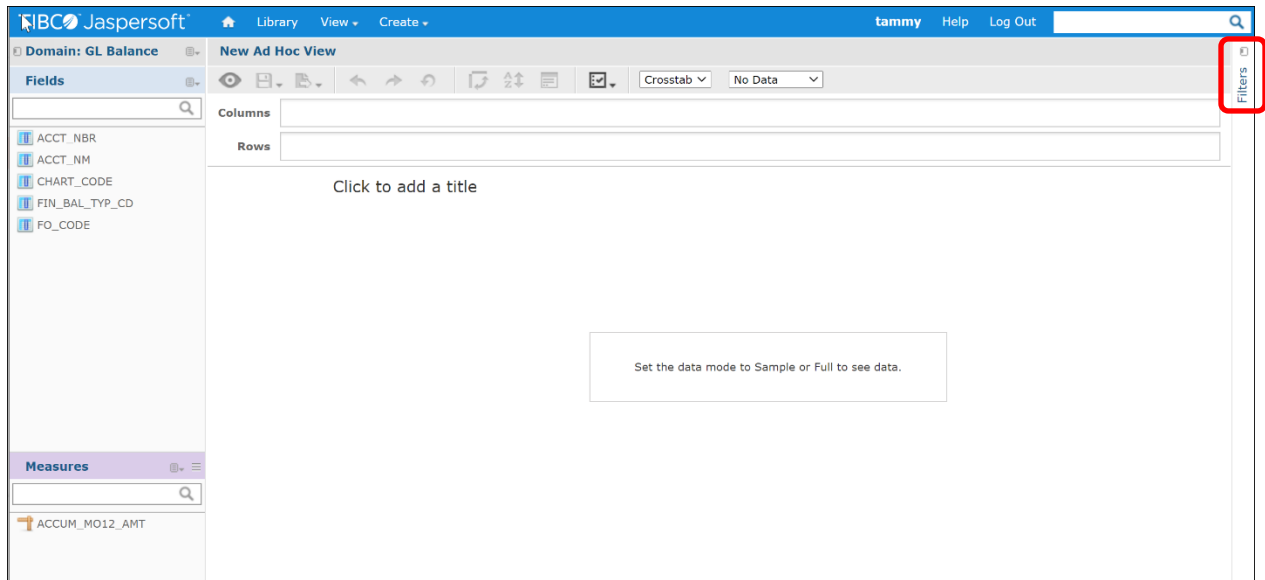 TIBCO Jaspersoft® Library View Create tammy Help Log Out
Domain: GL Balance New Ad Hoc View
Fields Crosstab No Data
Filters
Columns
ACCT_NBR
Rows
ACCT_NM
CHART_CODE
Click to add a title
FIN_BAL_TYP_CD
FO_CODE
Set the data mode to Sample or Full to see data.
Measures
ACCUM_MO12_AMT